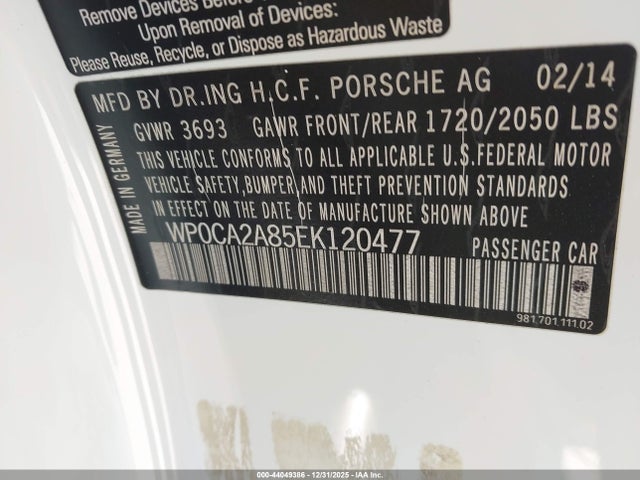 Remove Devices Before
Upon Removal of Devices:
Please Reuse, Recycle, or Dispose as Hazardous Waste
MFD BY DR.ING H.C.F. PORSCHE AG 02/14
GVWR 3693 GAWR FRONT/REAR 1720/2050 LBS
THIS VEHICLE CONFORMS TO ALL APPLICABLE U.S.FEDERAL MOTOR
VEHICLE SAFETY,BUMPER,AND THEFT PREVENTION STANDARDS
IN EFFECT ON THE DATE OF MANUFACTURE SHOWN ABOVE
MADE IN GERMANY
WP0CA2A85EK120477 PASSENGER CAR
981.701.111.02
000-44049386 - 12/31/2025 - IAA Inc.